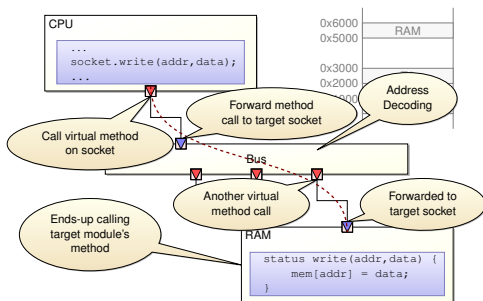 CPU
...
socket.write(addr,data);
...
0x6000
RAM
0x5000
0x3000
0x2000
Forward method
call to target socket
Address
Decoding
Call virtual method
on socket
Bus
Another virtual
method call
Forwarded to
target socket
Ends-up calling
target module's
method
RAM
status write(addr,data) {
mem[addr] = data;
}